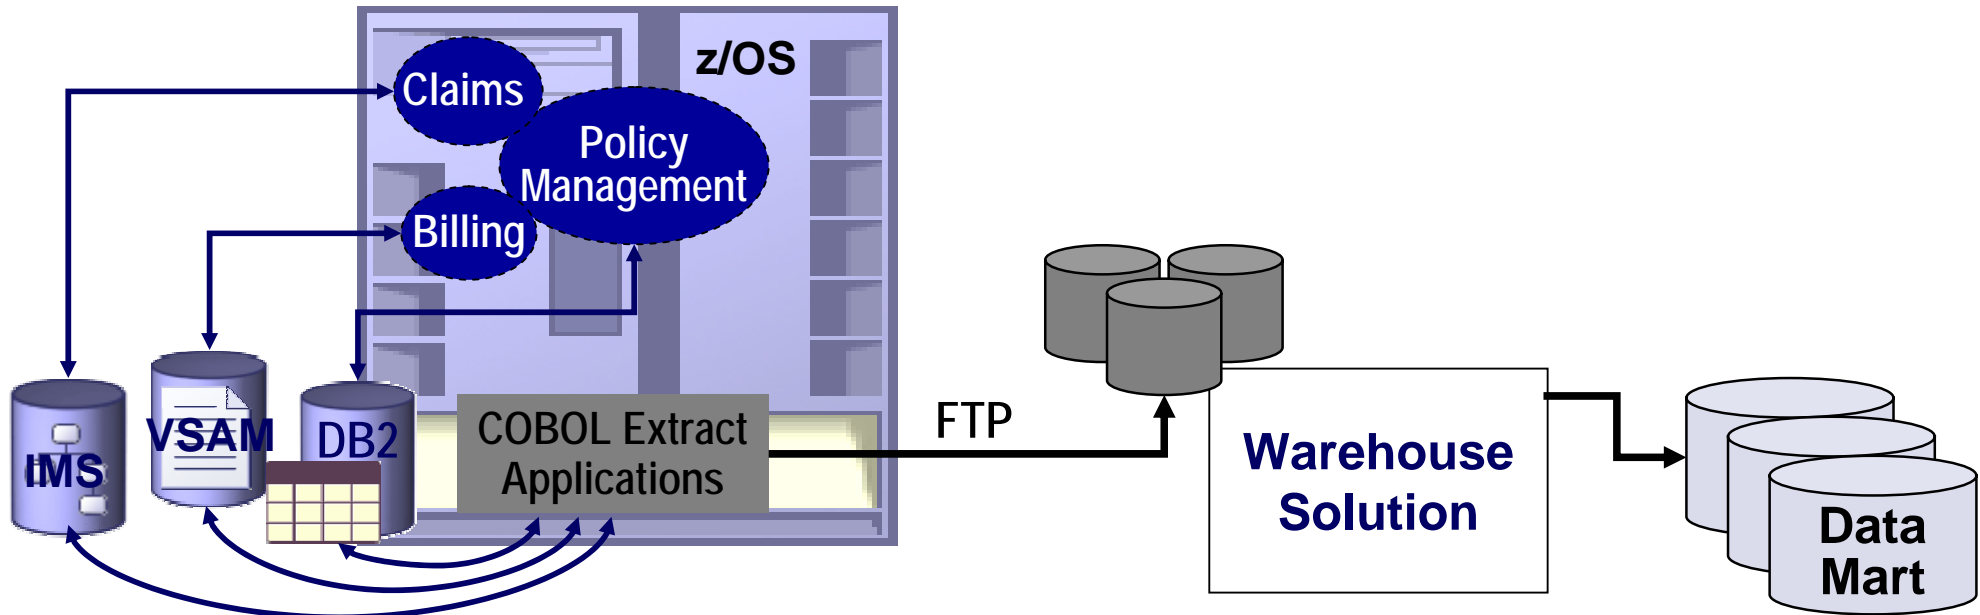 z/OS
Claims
Policy
Management
Billing
IMS
VSAM
DB2
COBOL Extract
Applications
FTP
Warehouse
Solution
Data
Mart